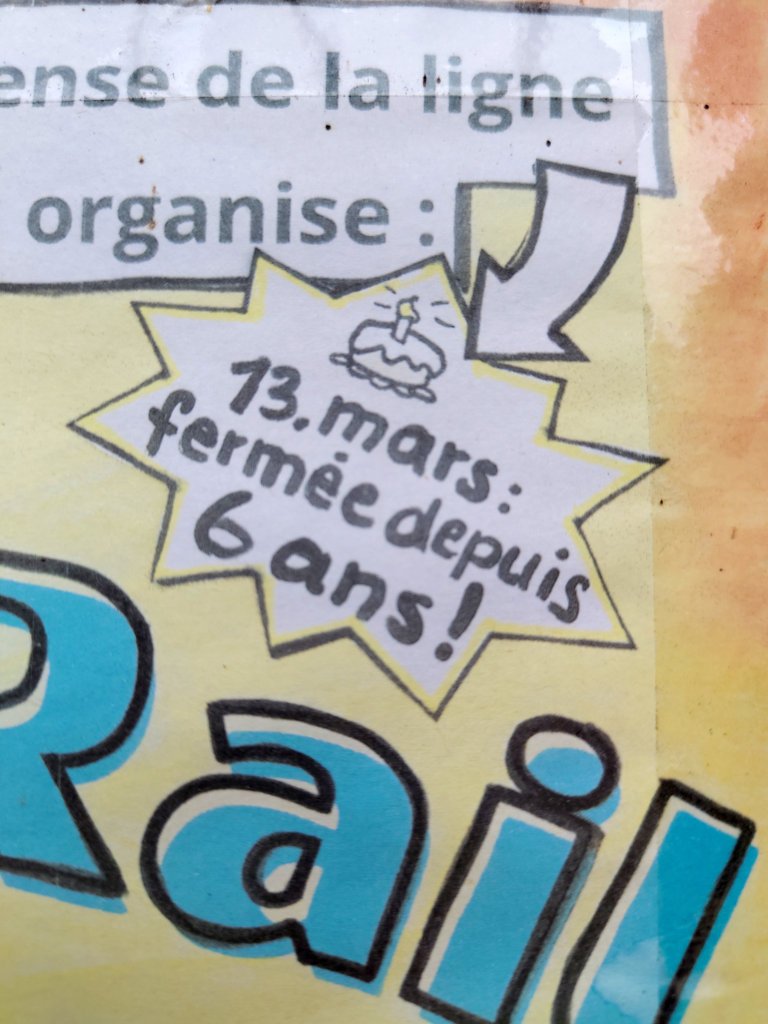 ense de la ligne
organise :
13. mars :
fermée depuis
6 ans !
Rail